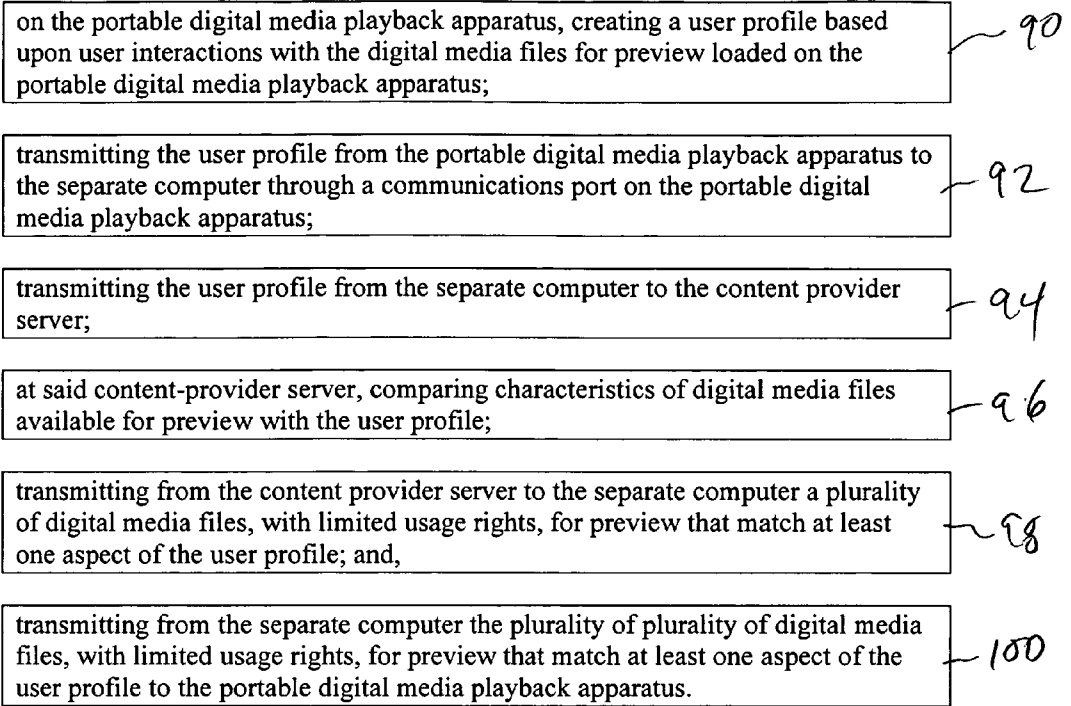 on the portable digital media playback apparatus, creating a user profile based
upon user interactions with the digital media files for preview loaded on the
portable digital media playback apparatus;
90
transmitting the user profile from the portable digital media playback apparatus to
the separate computer through a communications port on the portable digital
media playback apparatus;
92
transmitting the user profile from the separate computer to the content provider
server;
94
at said content-provider server, comparing characteristics of digital media files
available for preview with the user profile;
96
transmitting from the content provider server to the separate computer a plurality
of digital media files, with limited usage rights, for preview that match at least
one aspect of the user profile; and,
98
transmitting from the separate computer the plurality of plurality of digital media
files, with limited usage rights, for preview that match at least one aspect of the
user profile to the portable digital media playback apparatus.
100